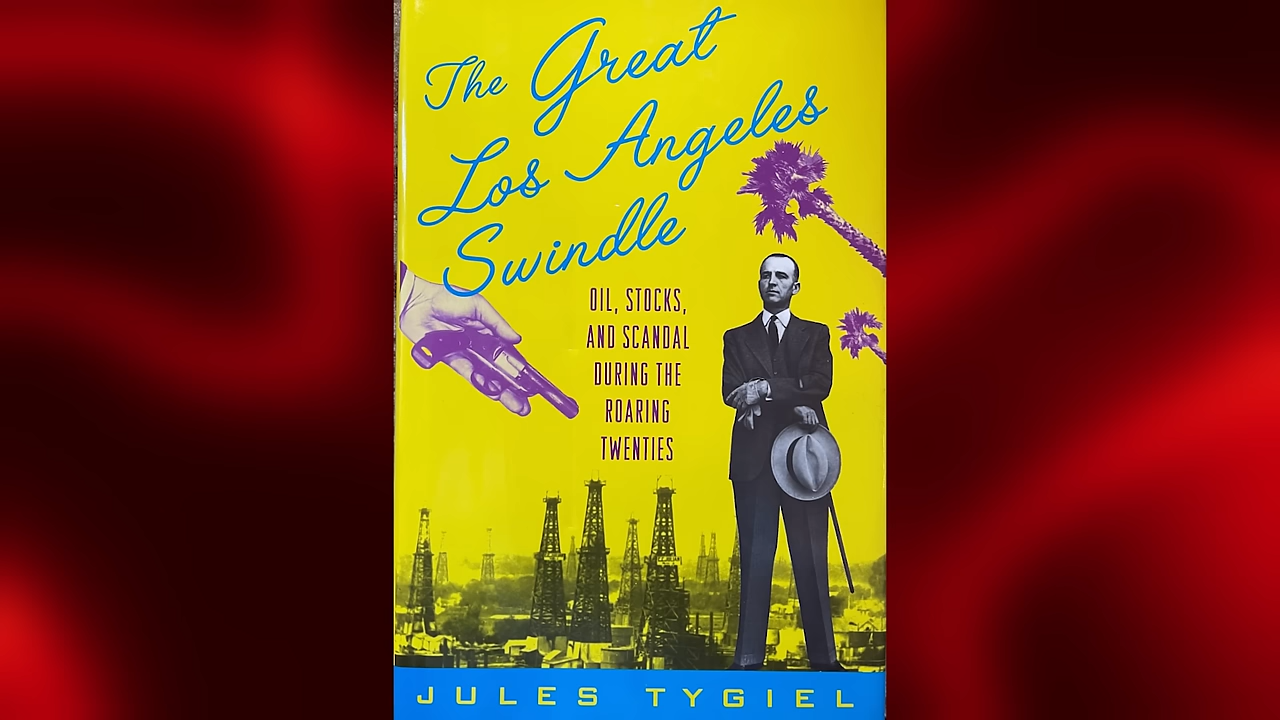 The Great
Los Angeles
Swindle
OIL, STOCKS,
AND SCANDAL
DURING THE
ROARING
TWENTIES
JULES TYGIEL